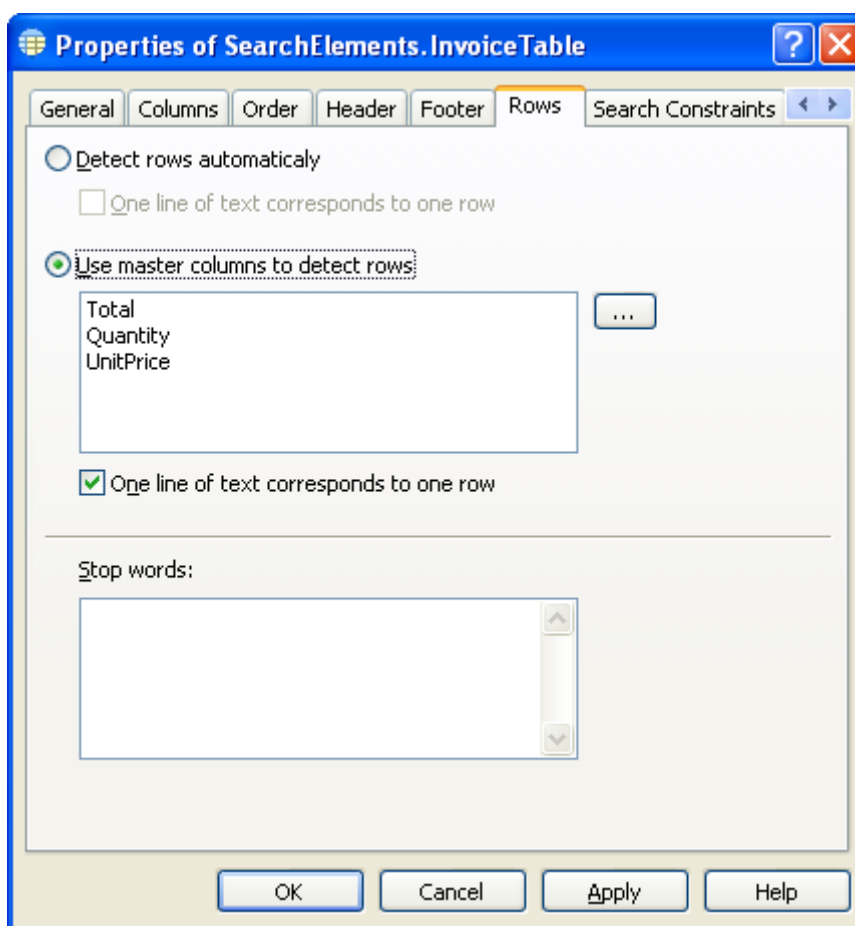 Properties of SearchElements.InvoiceTable
General Columns Order Header Footer Rows Search Constraints
Detect rows automaticaly
One line of text corresponds to one row
Use master columns to detect rows
Total
...
Quantity
UnitPrice
One line of text corresponds to one row
Stop words:
OK Cancel Apply Help